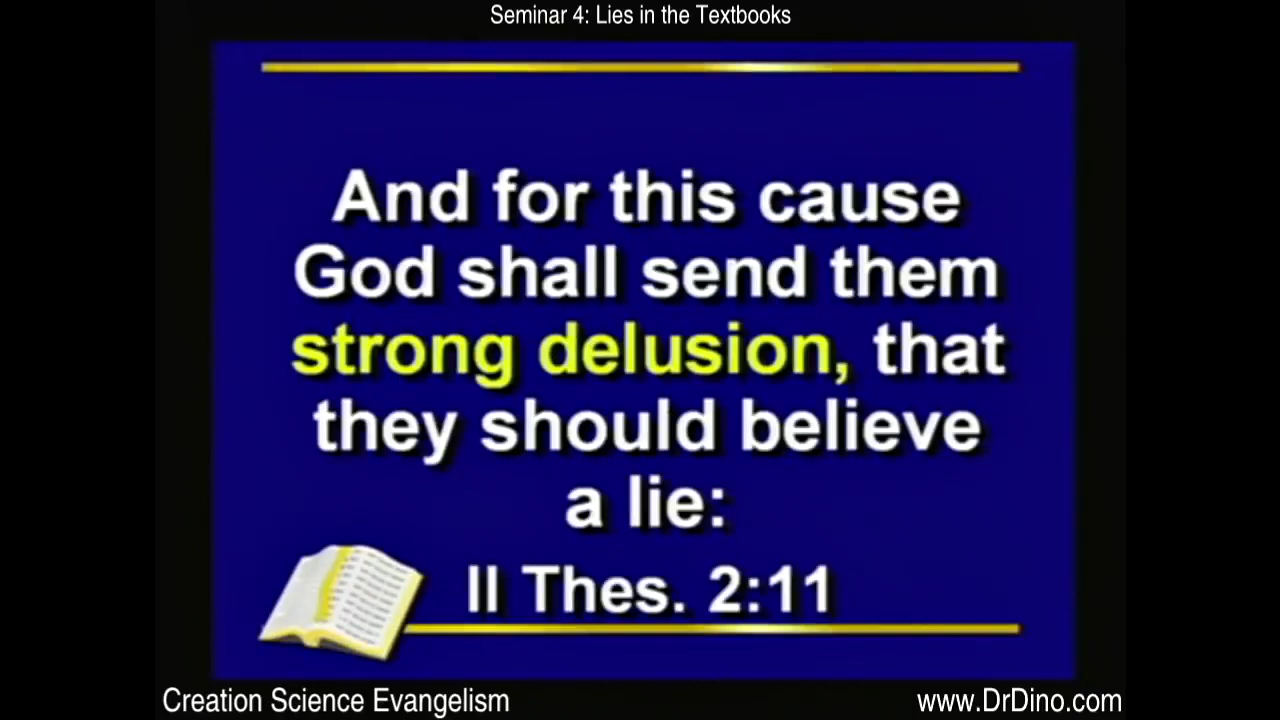 Seminar 4: Lies in the Textbooks
And for this cause
God shall send them
strong delusion, that
they should believe
a lie:
II Thes. 2:11
Creation Science Evangelism
www.DrDino.com